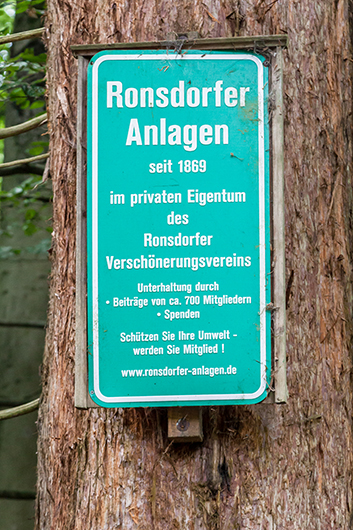 Ronsdorfer
Anlagen
seit 1869
im privaten Eigentum
des
Ronsdorfer
Verschönerungsvereins
Unterhaltung durch
• Beiträge von ca. 700 Mitgliedern
• Spenden
Schützen Sie Ihre Umwelt -
werden Sie Mitglied !
www.ronsdorfer-anlagen.de